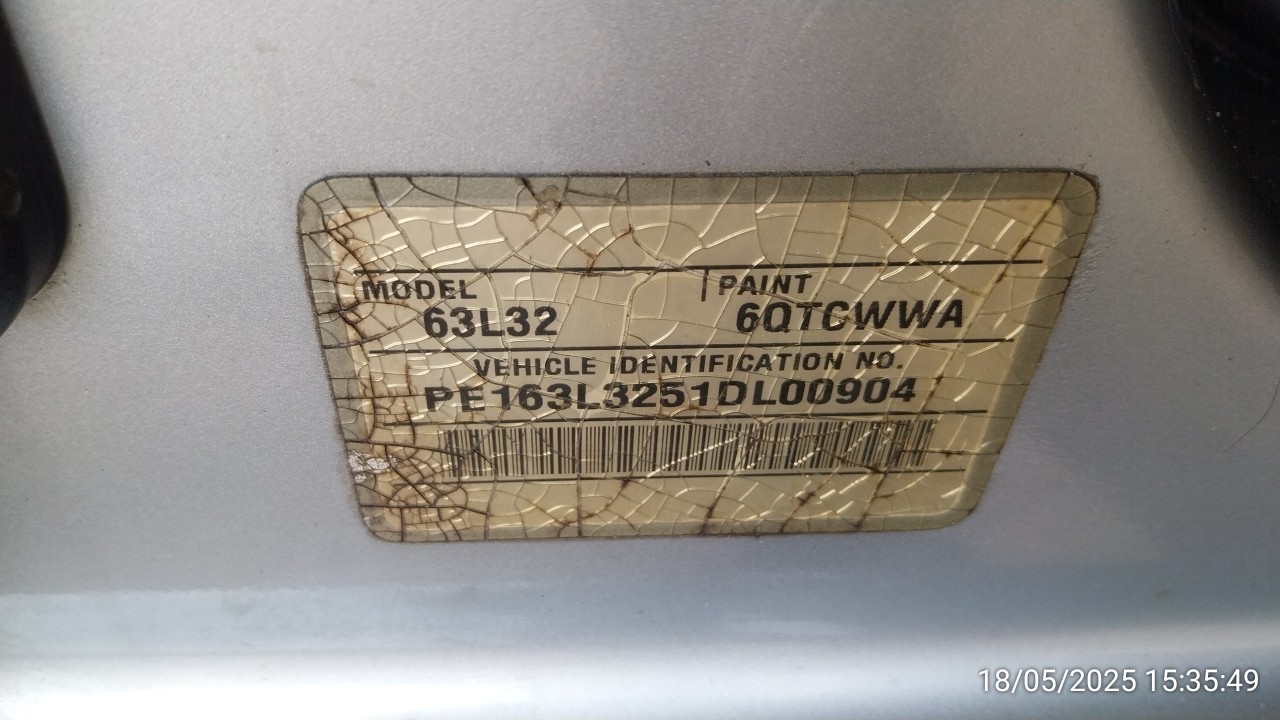 MODEL PAINT
63L32 6QTCWWA
VEHICLE IDENTIFICATION NO.
PE163L3251DL00904
18/05/2025 15:35:49